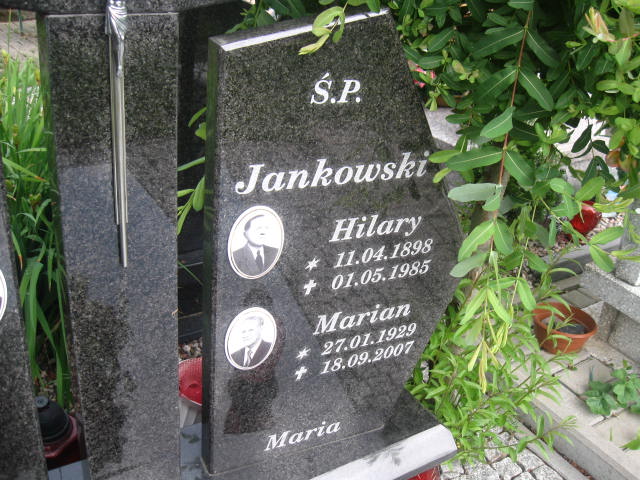 Ś.P.
Jankowski
Hilary
✶ 11.04.1898
✝ 01.05.1985
Marian
✶ 27.01.1929
✝ 18.09.2007
Maria